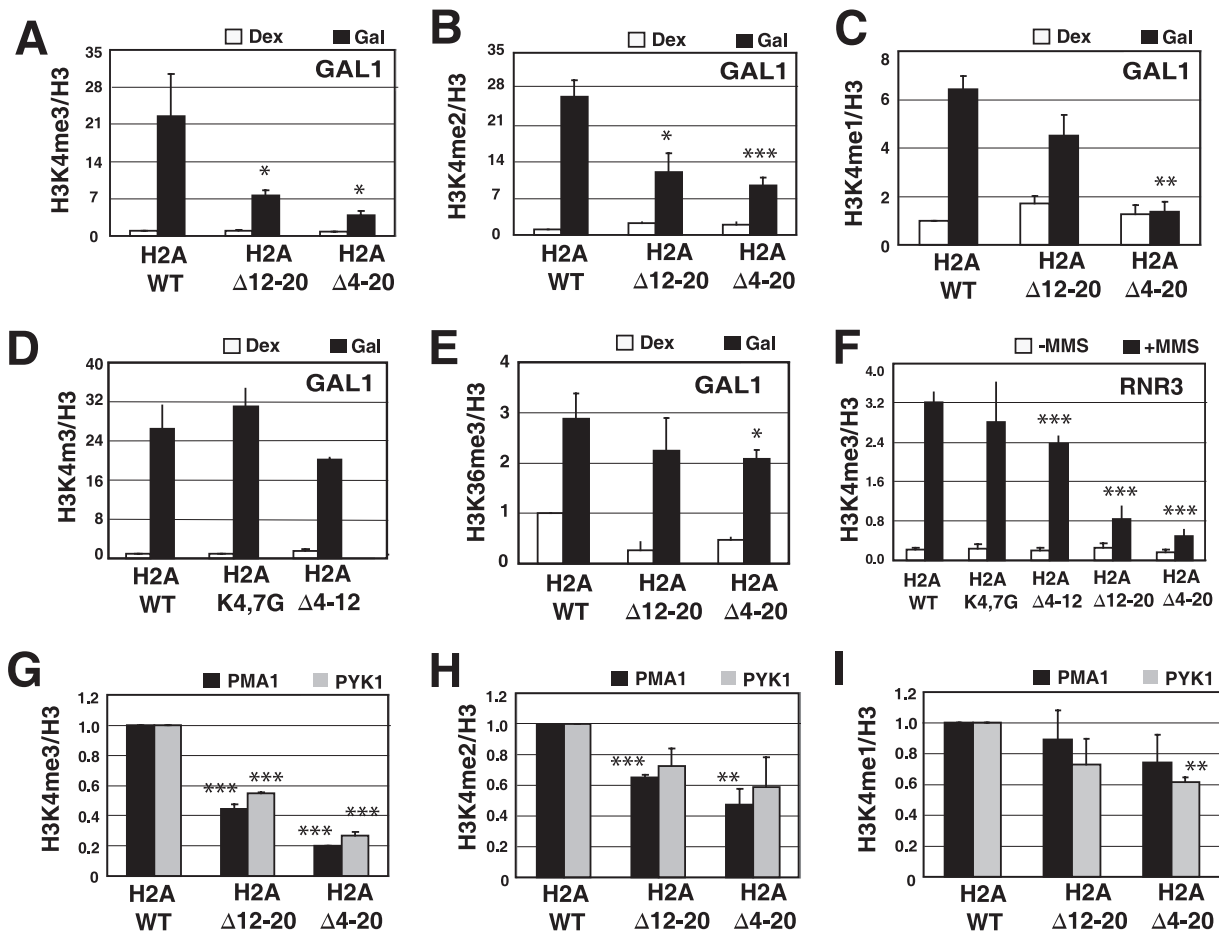 A
Dex Gal
GAL1
H3K4me3/H3
35
28
21
14
7
0
H2A H2A H2A
WT Δ12-20 Δ4-20
*
*
B
Dex Gal
GAL1
H3K4me2/H3
35
28
21
14
7
0
H2A H2A H2A
WT Δ12-20 Δ4-20
*
***
C
Dex Gal
GAL1
H3K4me1/H3
8
6
4
2
0
H2A H2A H2A
WT Δ12-20 Δ4-20
**
D
Dex Gal
GAL1
H3K4m3/H3
40
32
24
16
8
0
H2A H2A H2A
WT K4,7G Δ4-12
E
Dex Gal
GAL1
H3K36me3/H3
4
3
2
1
0
H2A H2A H2A
WT Δ12-20 Δ4-20
*
F
-MMS +MMS
RNR3
H3K4me3/H3
4.0
3.2
2.4
1.6
0.8
0.0
H2A H2A H2A H2A H2A
WT K4,7G Δ4-12 Δ12-20 Δ4-20
***
***
***
G
PMA1 PYK1
H3K4me3/H3
1.2
1.0
0.8
0.6
0.4
0.2
0
H2A H2A H2A
WT Δ12-20 Δ4-20
*** ***
*** ***
H
PMA1 PYK1
H3K4me2/H3
1.2
1.0
0.8
0.6
0.4
0.2
0
H2A H2A H2A
WT Δ12-20 Δ4-20
***
**
I
PMA1 PYK1
H3K4me1/H3
1.2
1.0
0.8
0.6
0.4
0.2
0
H2A H2A H2A
WT Δ12-20 Δ4-20
**